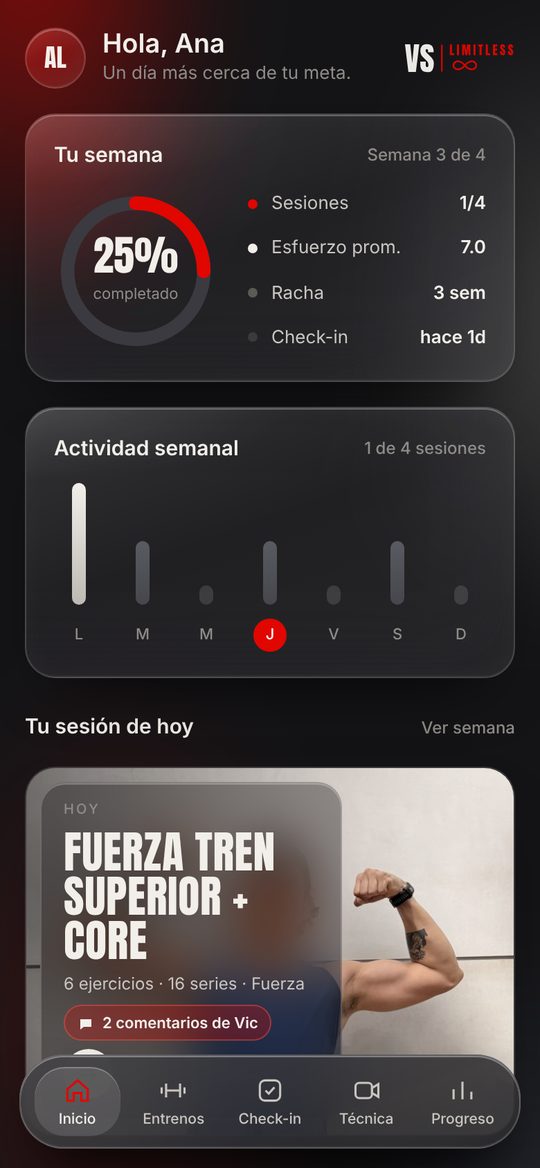 AL
Hola, Ana
Un día más cerca de tu meta.
VS LIMITLESS
Tu semana
Semana 3 de 4
25%
completado
Sesiones 1/4
Esfuerzo prom. 7.0
Racha 3 sem
Check-in hace 1d
Actividad semanal
1 de 4 sesiones
L M M J V S D
Tu sesión de hoy
Ver semana
HOY
FUERZA TREN
SUPERIOR +
CORE
6 ejercicios · 16 series · Fuerza
2 comentarios de Vic
Inicio Entrenos Check-in Técnica Progreso